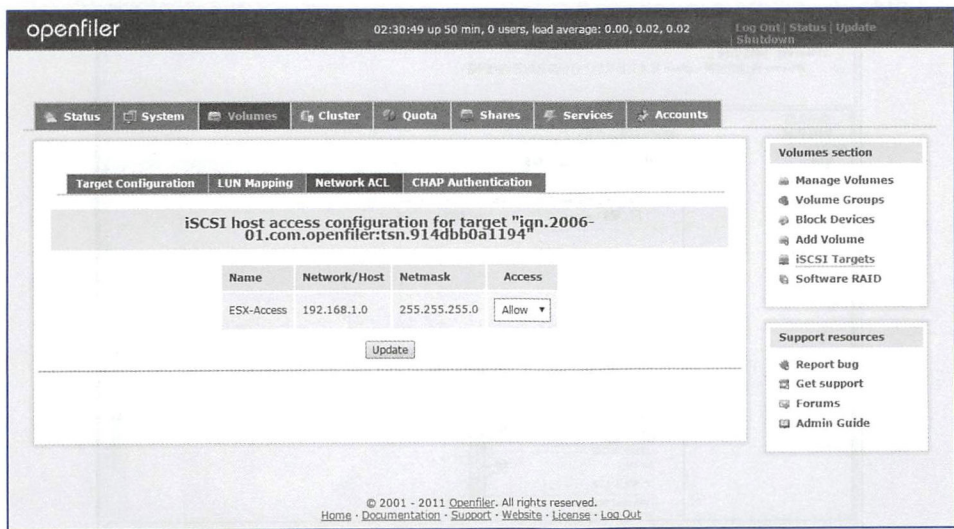 openfiler
02:30:49 up 50 min, 0 users, load average: 0.00, 0.02, 0.02
Log Out | Status | Update
Shutdown
Status System Volumes Cluster Quota Shares Services Accounts
Target Configuration LUN Mapping Network ACL CHAP Authentication
iSCSI host access configuration for target "iqn.2006-
01.com.openfiler:tsn.914dbb0a1194"
Name Network/Host Netmask Access
ESX-Access 192.168.1.0 255.255.255.0 Allow
Update
Volumes section
Manage Volumes
Volume Groups
Block Devices
Add Volume
iSCSI Targets
Software RAID
Support resources
Report bug
Get support
Forums
Admin Guide
© 2001 - 2011 Openfiler. All rights reserved.
Home · Documentation · Support · Website · License · Log Out